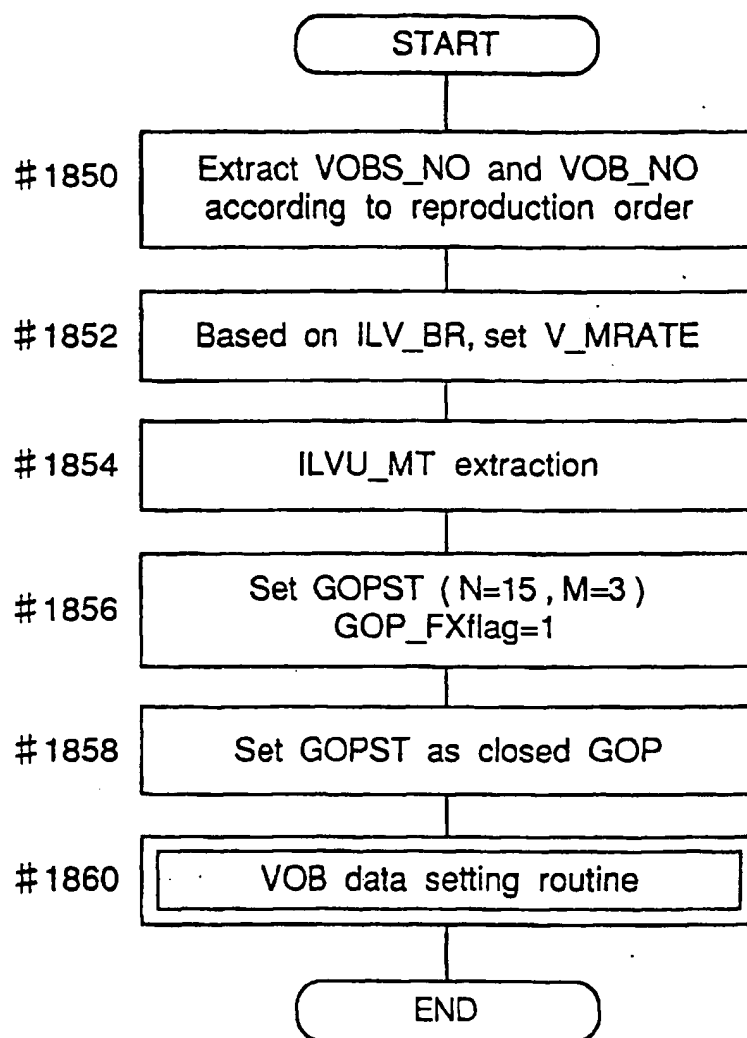 START
#1850
Extract VOBS_NO and VOB_NO
according to reproduction order
#1852
Based on ILV_BR, set V_MRATE
#1854
ILVU_MT extraction
#1856
Set GOPST (N=15, M=3)
GOP_FXflag=1
#1858
Set GOPST as closed GOP
#1860
VOB data setting routine
END